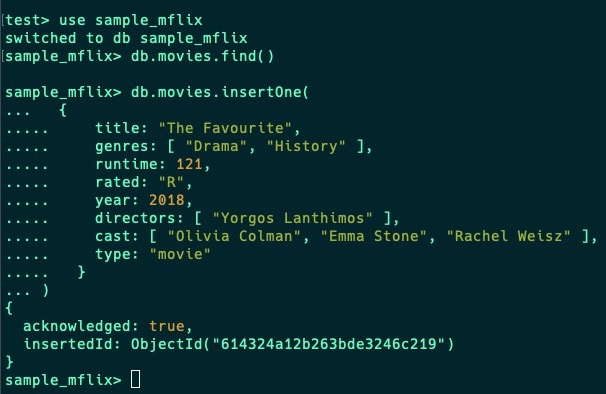 test> use sample_mflix
switched to db sample_mflix
sample_mflix> db.movies.find()

sample_mflix> db.movies.insertOne(
...   {
.....     title: "The Favourite",
.....     genres: [ "Drama", "History" ],
.....     runtime: 121,
.....     rated: "R",
.....     year: 2018,
.....     directors: [ "Yorgos Lanthimos" ],
.....     cast: [ "Olivia Colman", "Emma Stone", "Rachel Weisz" ],
.....     type: "movie"
.....   }
... )
{
  acknowledged: true,
  insertedId: ObjectId("614324a12b263bde3246c219")
}
sample_mflix>